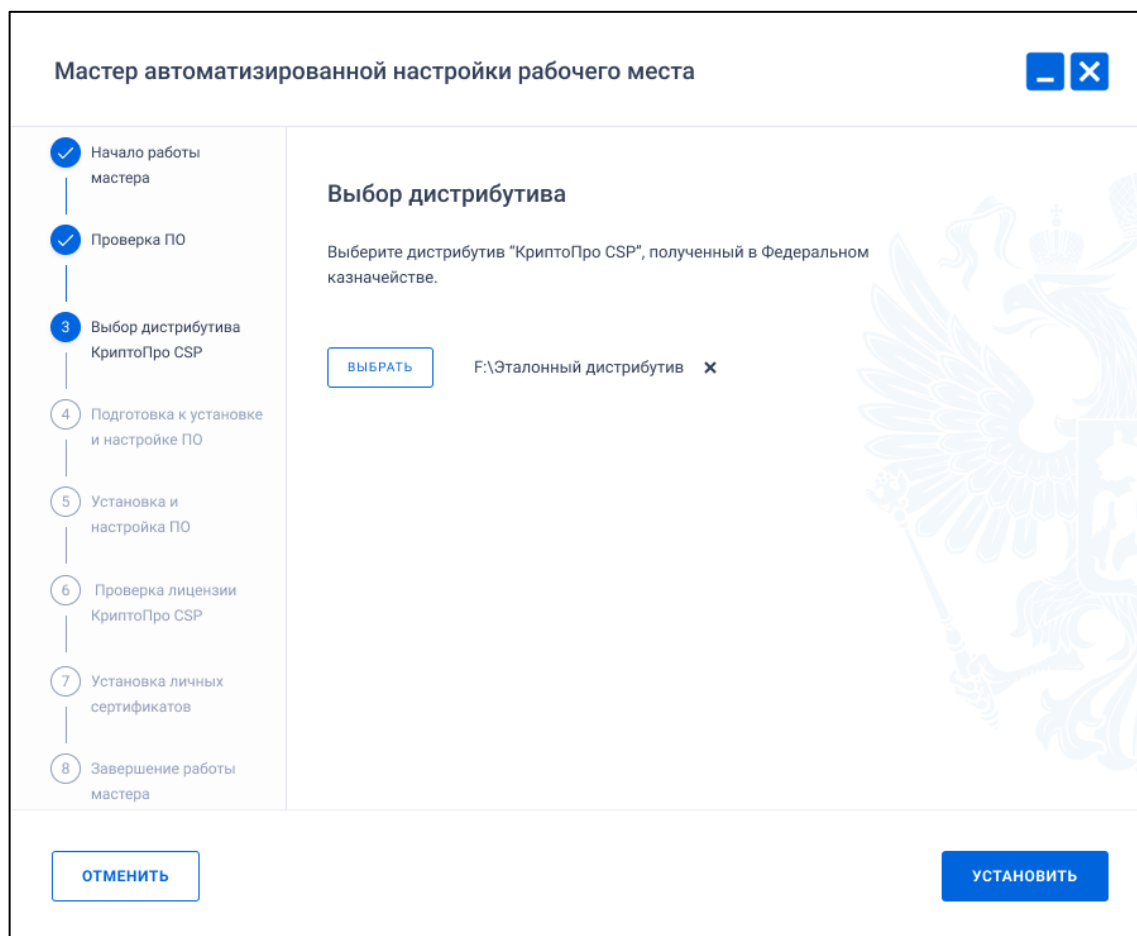 Мастер автоматизированной настройки рабочего места
Начало работы
мастера
Проверка ПО
3 Выбор дистрибутива
КриптоПро CSP
4 Подготовка к установке
и настройке ПО
5 Установка и
настройка ПО
6 Проверка лицензии
КриптоПро CSP
7 Установка личных
сертификатов
8 Завершение работы
мастера
Выбор дистрибутива
Выберите дистрибутив “КриптоПро CSP”, полученный в Федеральном
казначействе.
ВЫБРАТЬ F:\Эталонный дистрибутив
ОТМЕНИТЬ УСТАНОВИТЬ